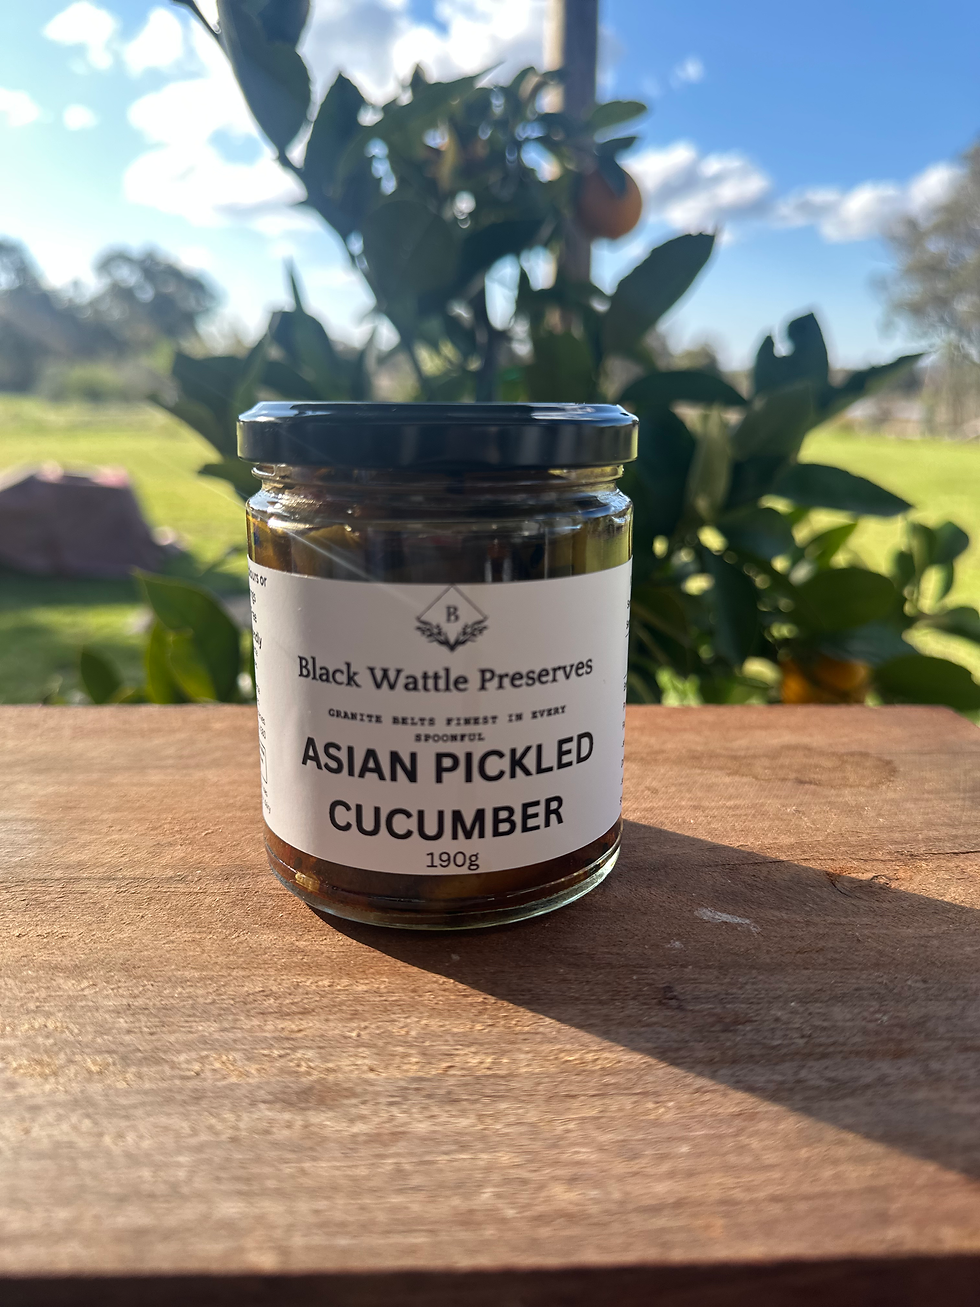 B
Black Wattle Preserves
GRANITE BELTS FINEST IN EVERY
SPOONFUL
ASIAN PICKLED
CUCUMBER
190g